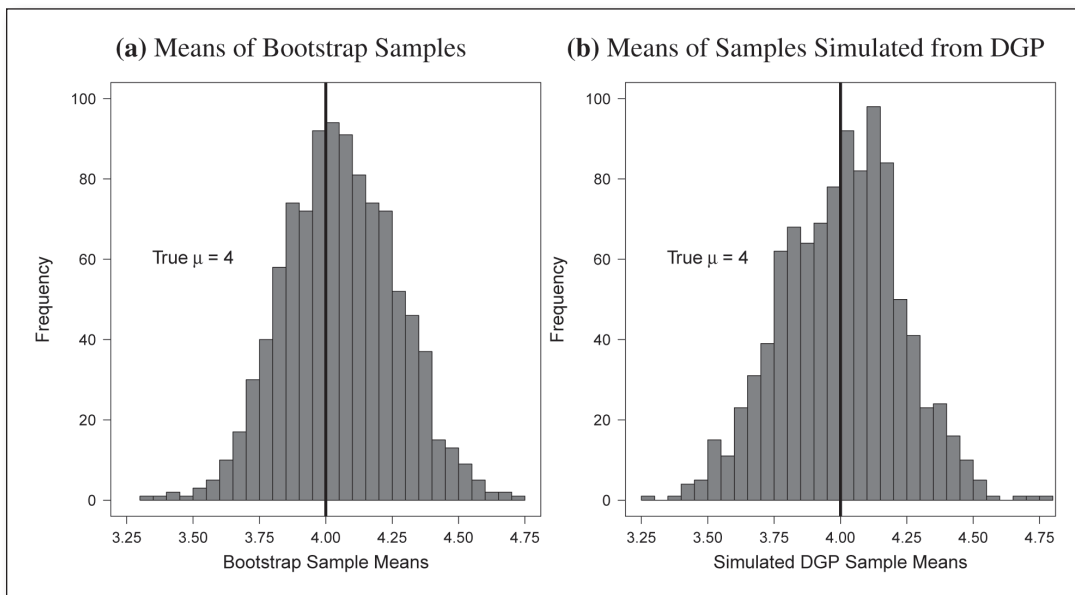 (a) Means of Bootstrap Samples
100
80
60
40
20
0
Frequency
True μ = 4
3.25 3.50 3.75 4.00 4.25 4.50 4.75
Bootstrap Sample Means
(b) Means of Samples Simulated from DGP
100
80
60
40
20
0
Frequency
True μ = 4
3.25 3.50 3.75 4.00 4.25 4.50 4.75
Simulated DGP Sample Means